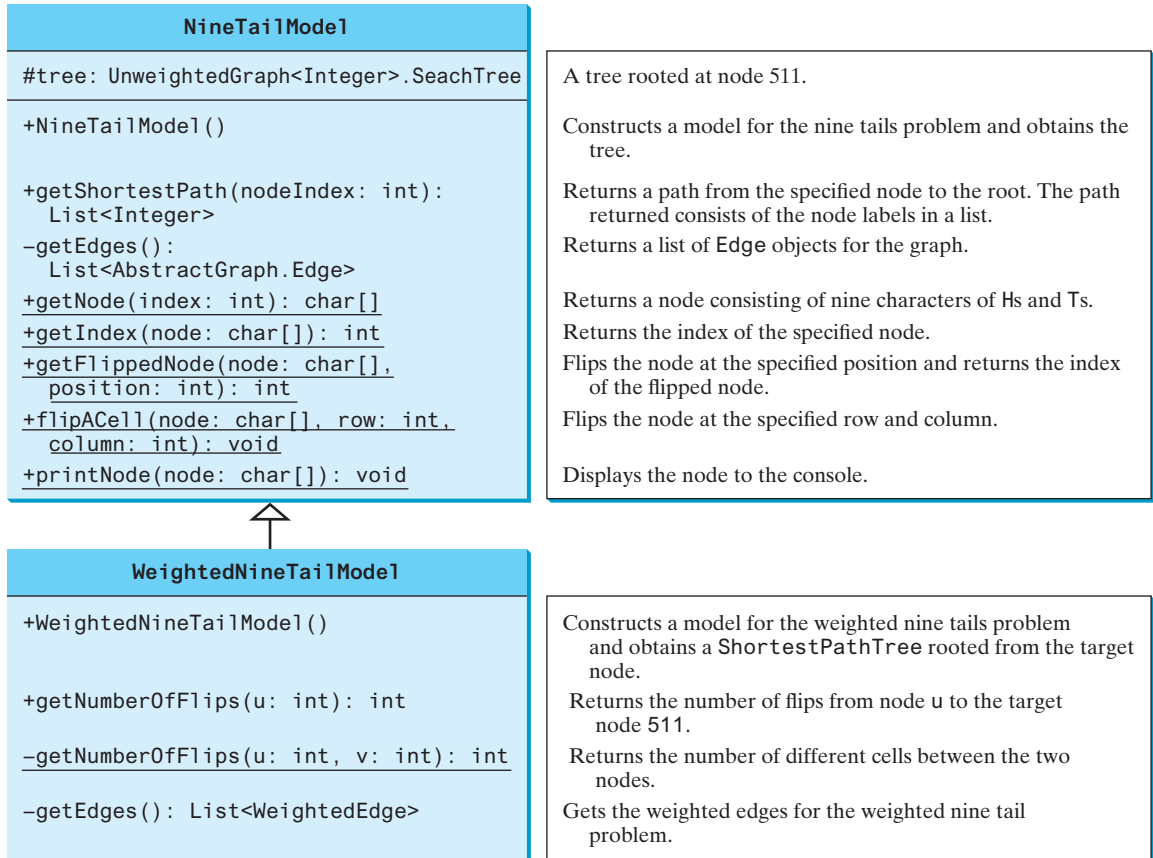 NineTailModel
#tree: UnweightedGraph<Integer>.SeachTree
A tree rooted at node 511.
+NineTailModel()
Constructs a model for the nine tails problem and obtains the
tree.
+getShortestPath(nodeIndex: int):
List<Integer>
Returns a path from the specified node to the root. The path
returned consists of the node labels in a list.
–getEdges():
List<AbstractGraph.Edge>
Returns a list of Edge objects for the graph.
+getNode(index: int): char[]
Returns a node consisting of nine characters of Hs and Ts.
+getIndex(node: char[]): int
Returns the index of the specified node.
+getFlippedNode(node: char[],
position: int): int
Flips the node at the specified position and returns the index
of the flipped node.
+flipACell(node: char[], row: int,
column: int): void
Flips the node at the specified row and column.
+printNode(node: char[]): void
Displays the node to the console.
WeightedNineTailModel
+WeightedNineTailModel()
Constructs a model for the weighted nine tails problem
and obtains a ShortestPathTree rooted from the target
node.
+getNumberOfFlips(u: int): int
Returns the number of flips from node u to the target
node 511.
–getNumberOfFlips(u: int, v: int): int
Returns the number of different cells between the two
nodes.
–getEdges(): List<WeightedEdge>
Gets the weighted edges for the weighted nine tail
problem.